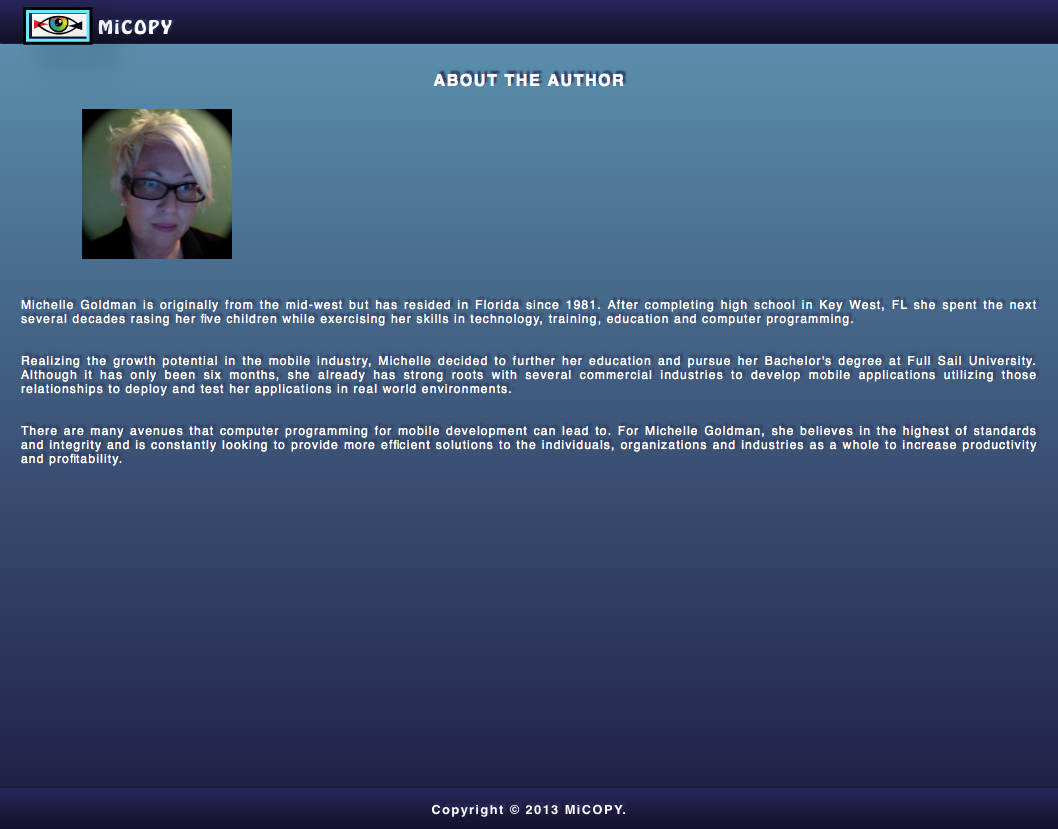 MiCOPY
ABOUT THE AUTHOR
Michelle Goldman is originally from the mid-west but has resided in Florida since 1981. After completing high school in Key West, FL she spent the next
several decades rasing her five children while exercising her skills in technology, training, education and computer programming.
Realizing the growth potential in the mobile industry, Michelle decided to further her education and pursue her Bachelor's degree at Full Sail University.
Although it has only been six months, she already has strong roots with several commercial industries to develop mobile applications utilizing those
relationships to deploy and test her applications in real world environments.
There are many avenues that computer programming for mobile development can lead to. For Michelle Goldman, she believes in the highest of standards
and integrity and is constantly looking to provide more efficient solutions to the individuals, organizations and industries as a whole to increase productivity
and profitability.
Copyright © 2013 MiCOPY.